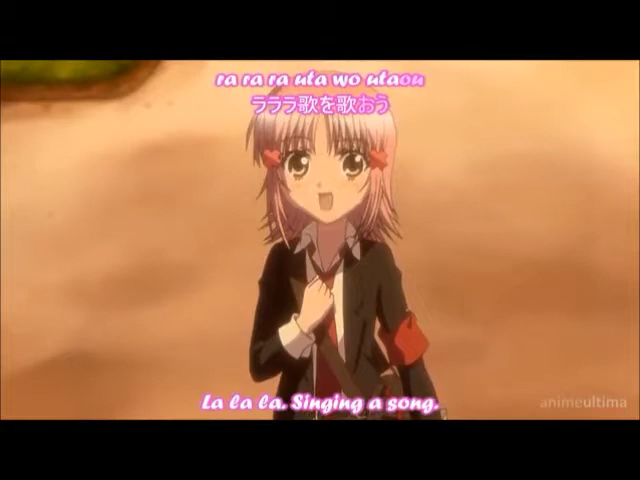 ra ra ra uta wo utaou
ラララ歌を歌おう
La la la. Singing a song.
animeultima